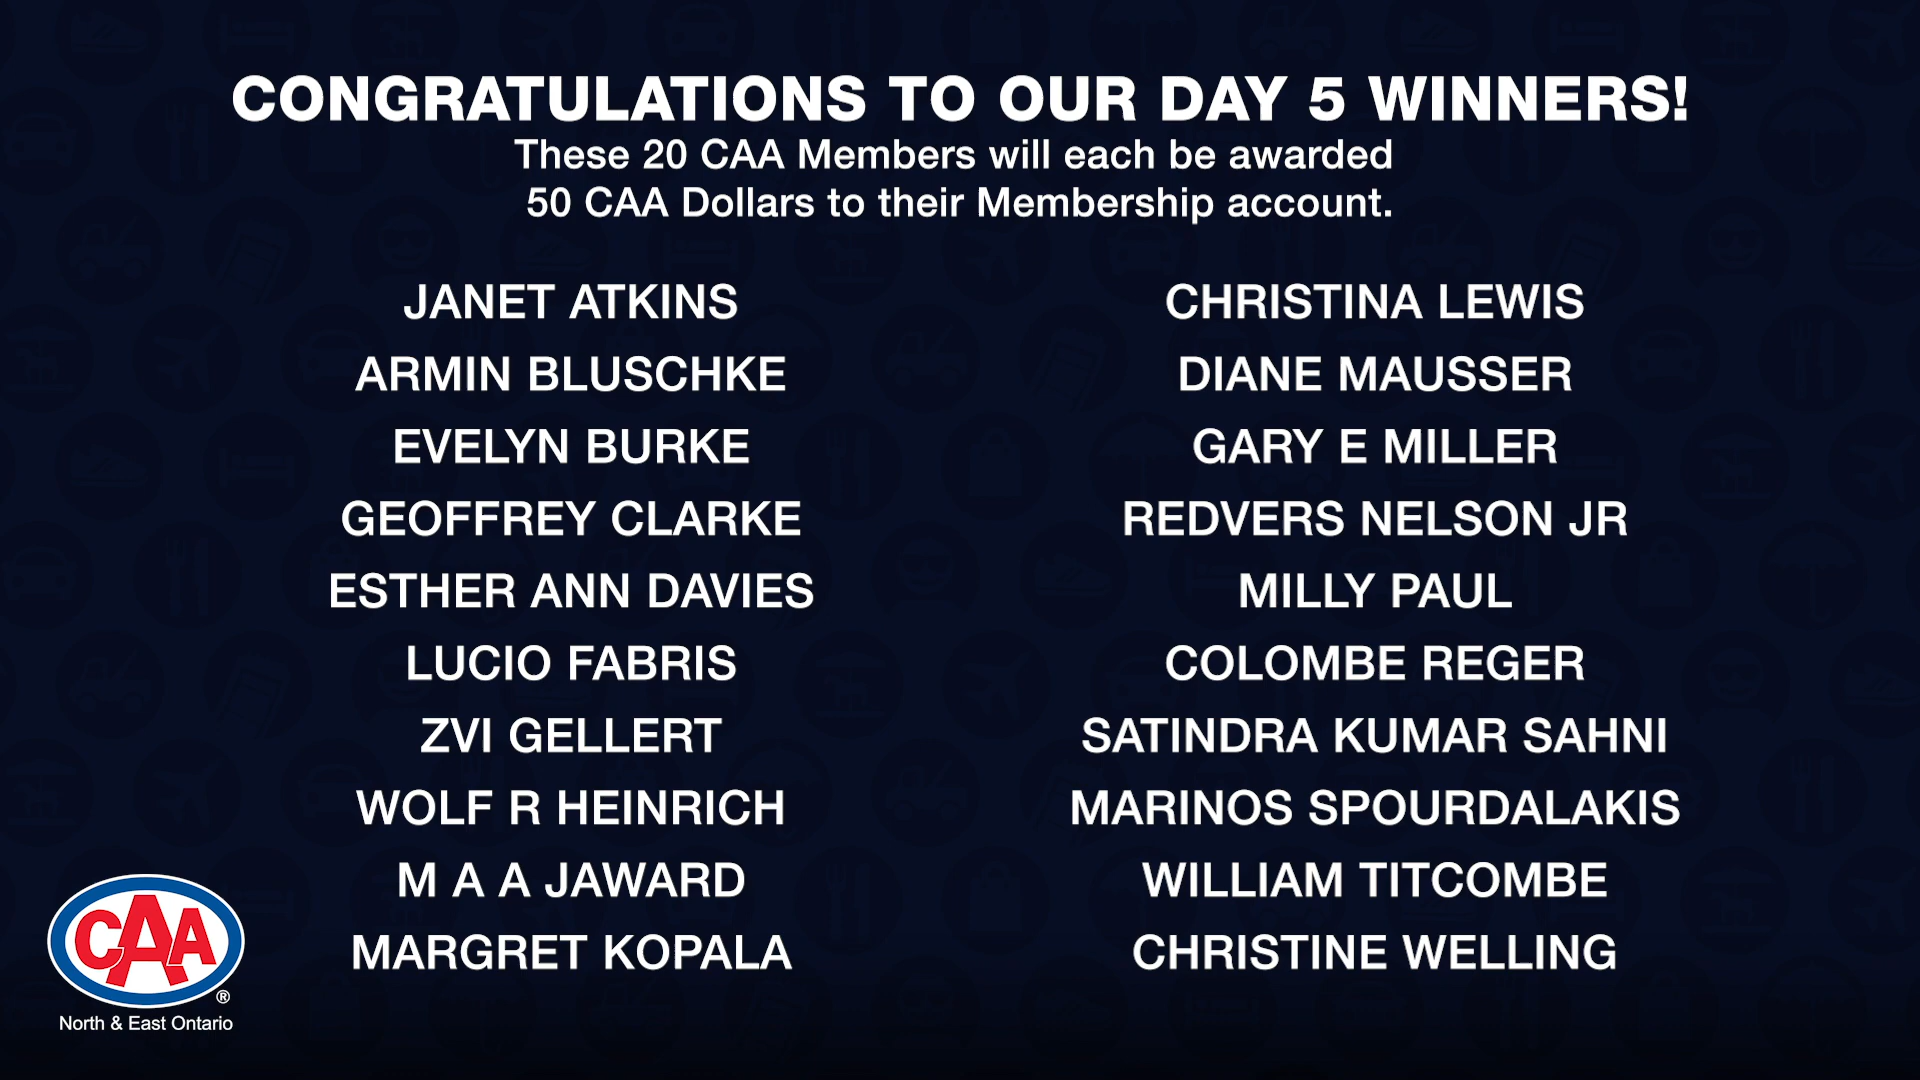 CONGRATULATIONS TO OUR DAY 5 WINNERS!
These 20 CAA Members will each be awarded
50 CAA Dollars to their Membership account.
JANET ATKINS
ARMIN BLUSCHKE
EVELYN BURKE
GEOFFREY CLARKE
ESTHER ANN DAVIES
LUCIO FABRIS
ZVI GELLERT
WOLF R HEINRICH
M A A JAWARD
MARGRET KOPALA
CHRISTINA LEWIS
DIANE MAUSSER
GARY E MILLER
REDVERS NELSON JR
MILLY PAUL
COLOMBE REGER
SATINDRA KUMAR SAHNI
MARINOS SPOURDALAKIS
WILLIAM TITCOMBE
CHRISTINE WELLING
CAA
®
North & East Ontario